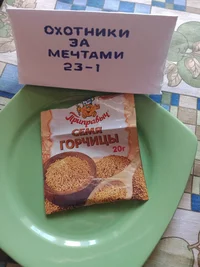 ОХОТНИКИ
ЗА
МЕЧТАМИ
23-1
Приправыч
СЕМЯ
ГОРЧИЦЫ
20г